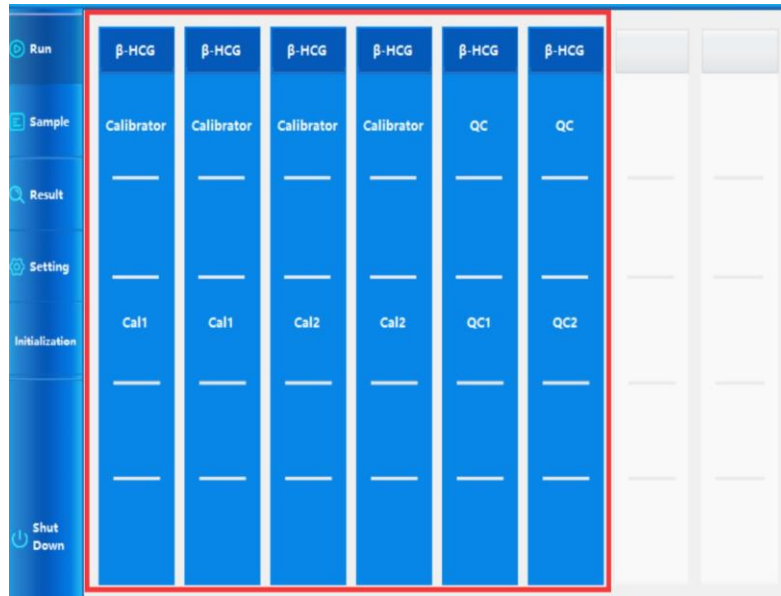 Run
Sample
Result
Setting
Initialization
Shut
Down
β-HCG β-HCG β-HCG β-HCG β-HCG β-HCG
Calibrator Calibrator Calibrator Calibrator QC QC
Cal1 Cal1 Cal2 Cal2 QC1 QC2